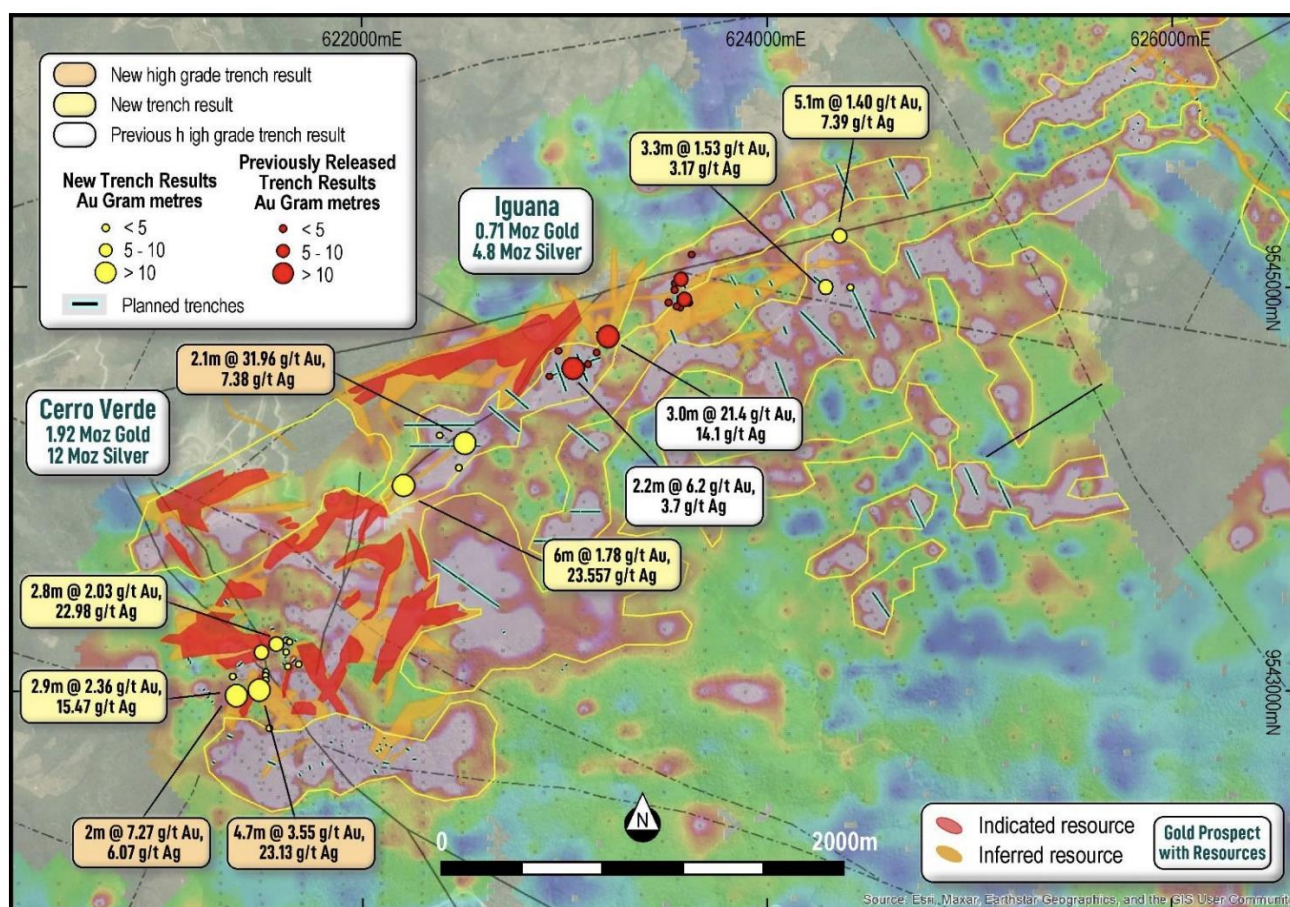 622000mE
624000mE
626000mE
New high grade trench result
New trench result
Previous h igh grade trench result
New Trench Results
Au Gram metres
< 5
5 - 10
> 10
Previously Released
Trench Results
Au Gram metres
< 5
5 - 10
> 10
Planned trenches
5.1m @ 1.40 g/t Au,
7.39 g/t Ag
3.3m @ 1.53 g/t Au,
3.17 g/t Ag
Iguana
0.71 Moz Gold
4.8 Moz Silver
9545000mN
2.1m @ 31.96 g/t Au,
7.38 g/t Ag
Cerro Verde
1.92 Moz Gold
12 Moz Silver
3.0m @ 21.4 g/t Au,
14.1 g/t Ag
2.2m @ 6.2 g/t Au,
3.7 g/t Ag
6m @ 1.78 g/t Au,
23.557 g/t Ag
2.8m @ 2.03 g/t Au,
22.98 g/t Ag
2.9m @ 2.36 g/t Au,
15.47 g/t Ag
9543000mN
2m @ 7.27 g/t Au,
6.07 g/t Ag
4.7m @ 3.55 g/t Au,
23.13 g/t Ag
N
0
2000m
Indicated resource
Inferred resource
Gold Prospect
with Resources
Source: Esri, Maxar, Earthstar Geographics, and the GIS User Communit